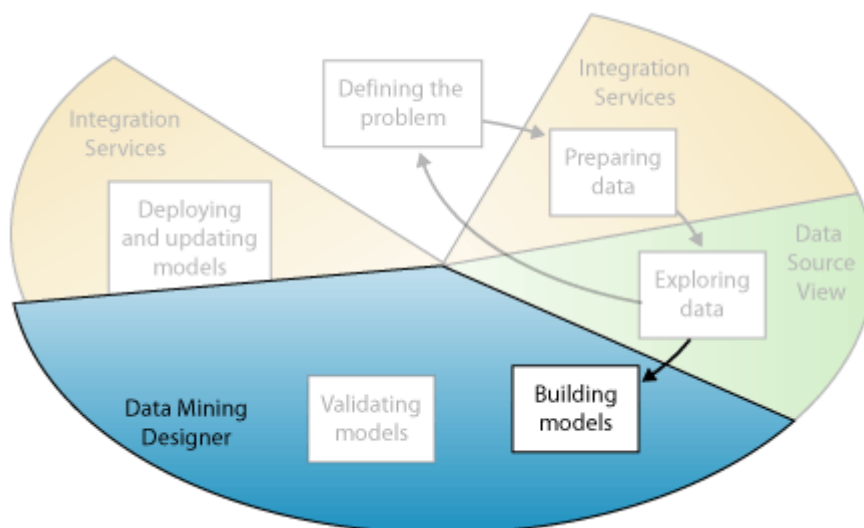 Integration
Services
Defining the
problem
Integration
Services
Preparing
data
Deploying
and updating
models
Data
Source
View
Exploring
data
Data Mining
Designer
Validating
models
Building
models